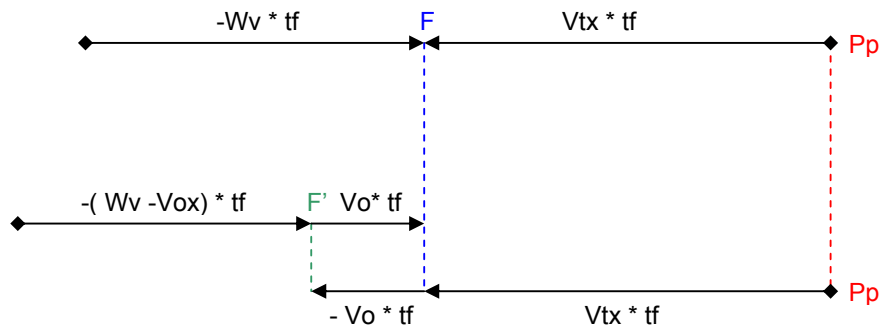 -Wv * tf F Vtx * tf
Pp
-( Wv -Vox) * tf F’ Vo* tf
Pp
- Vo * tf Vtx * tf